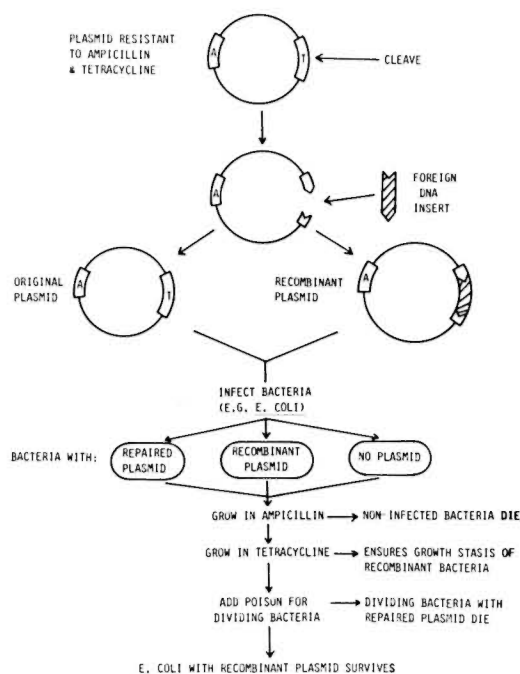 PLASMID RESISTANT
TO AMPICILLIN
& TETRACYCLINE
A
T
CLEAVE
A
FOREIGN
DNA
INSERT
ORIGINAL
PLASMID
A
T
RECOMBINANT
PLASMID
A
INFECT BACTERIA
(E.G. E. COLI)
BACTERIA WITH:
REPAIRED
PLASMID
RECOMBINANT
PLASMID
NO PLASMID
GROW IN AMPICILLIN
NON-INFECTED BACTERIA DIE
GROW IN TETRACYCLINE
ENSURES GROWTH STASIS OF
RECOMBINANT BACTERIA
ADD POISON FOR
DIVIDING BACTERIA
DIVIDING BACTERIA WITH
REPAIRED PLASMID DIE
E. COLI WITH RECOMBINANT PLASMID SURVIVES